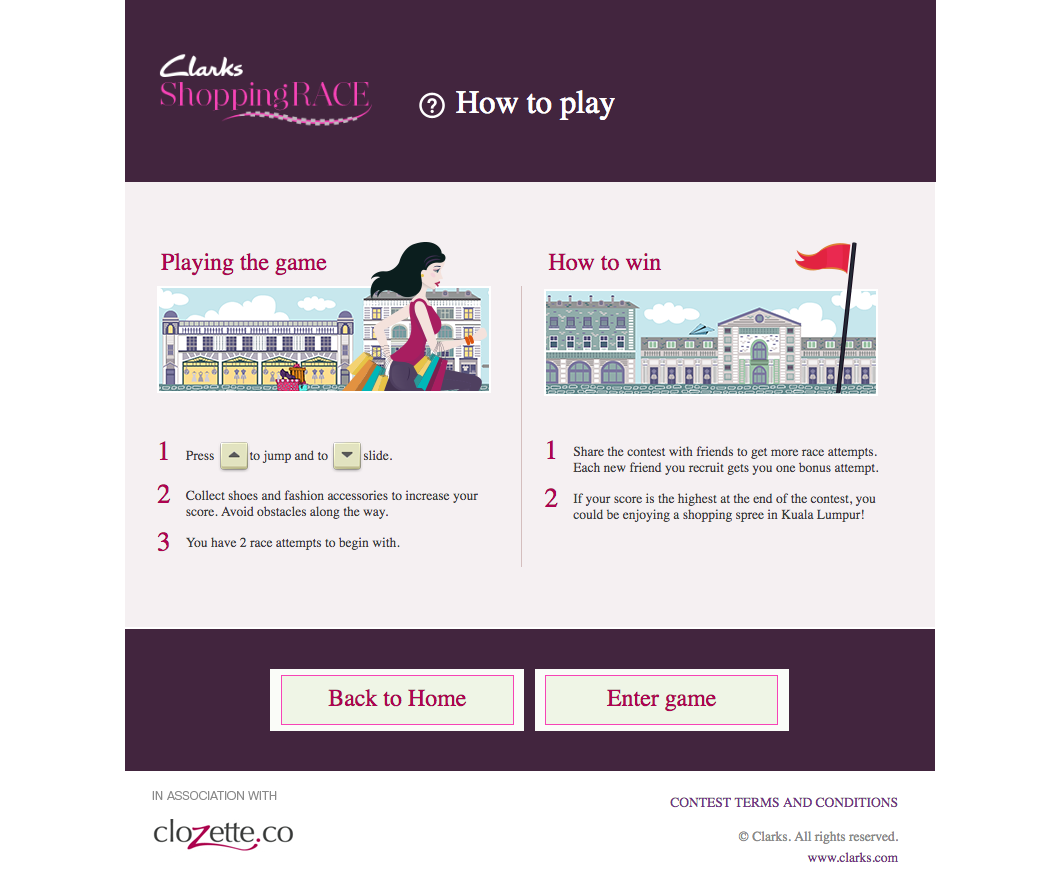 Clarks
ShoppingRACE
How to play
Playing the game
1 Press to jump and to slide.
2 Collect shoes and fashion accessories to increase your
score. Avoid obstacles along the way.
3 You have 2 race attempts to begin with.
How to win
1 Share the contest with friends to get more race attempts.
Each new friend you recruit gets you one bonus attempt.
2 If your score is the highest at the end of the contest, you
could be enjoying a shopping spree in Kuala Lumpur!
Back to Home
Enter game
IN ASSOCIATION WITH
clozette.co
CONTEST TERMS AND CONDITIONS
© Clarks. All rights reserved.
www.clarks.com